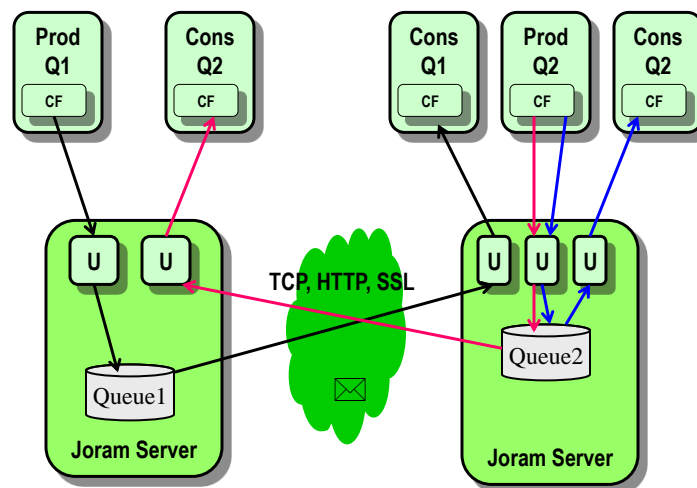 Prod
Q1
CF
Cons
Q2
CF
Cons
Q1
CF
Prod
Q2
CF
Cons
Q2
CF
U
U
TCP, HTTP, SSL
U
U
U
Queue1
Queue2
Joram Server
Joram Server